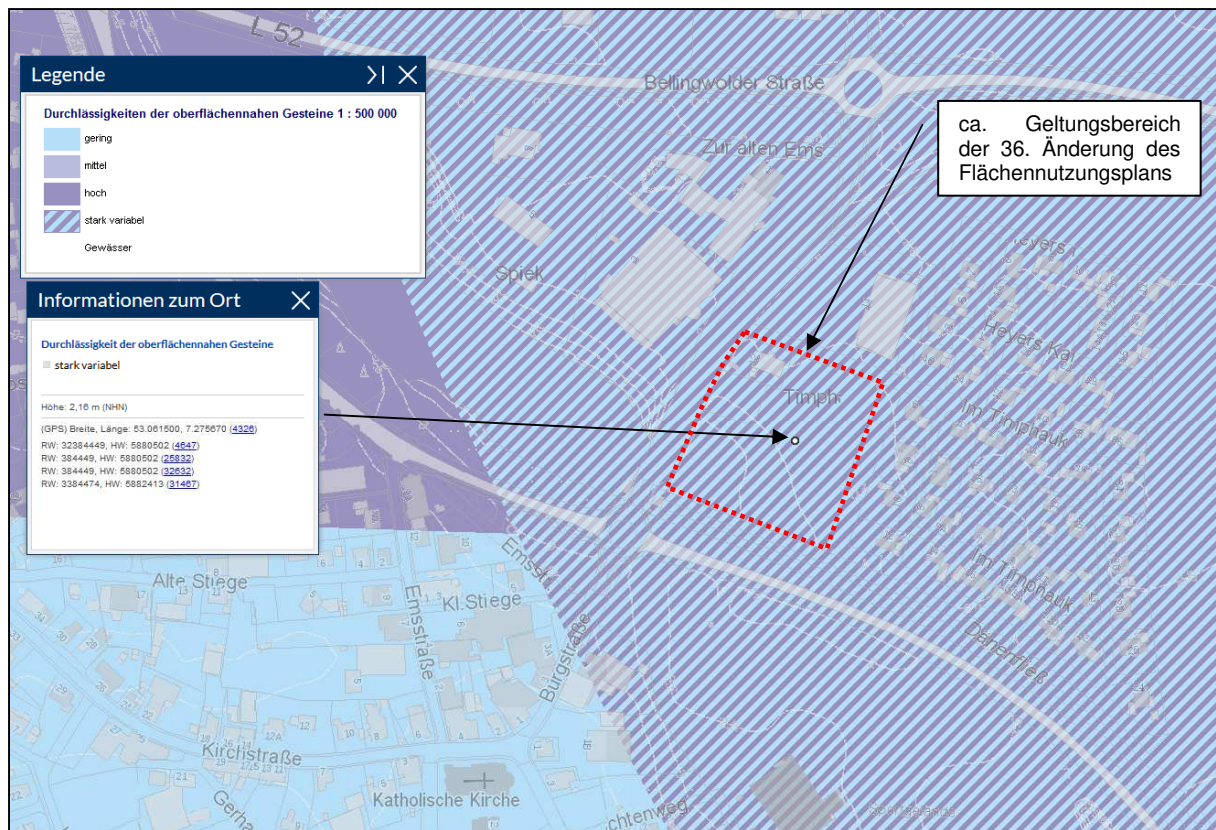 L 52
Legende
Durchlässigkeiten der oberflächennahen Gesteine 1 : 500 000
gering
mittel
hoch
stark variabel
Gewässer
Informationen zum Ort
Durchlässigkeit der oberflächennahen Gesteine
stark variabel
Höhe: 2,16 m (NHN)
(GPS) Breite, Länge: 53.061500, 7.275670 (4326)
RW: 32384449, HW: 5880502 (4647)
RW: 384449, HW: 5880502 (25832)
RW: 384449, HW: 5880502 (32632)
RW: 3384474, HW: 5882413 (31467)
ca. Geltungsbereich
der 36. Änderung des
Flächennutzungsplans
Bellingwolder Straße
Zur alten Ems
Spiek
Heyers Kai
Timph
Im Timphauk
Im Timphauk
Dänenfließ
Alte Stiege
Kl. Stiege
Emsstr.
Emsstraße
Burgstraße
Kirchstraße
Katholische Kirche
Gerha
chtenweg